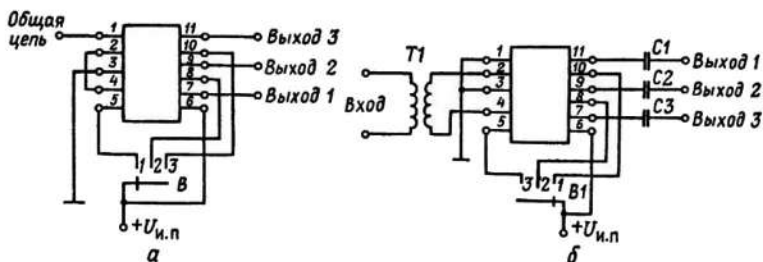 Общая
цепь
1
2
3
4
5
11
10
9
8
7
6
Выход 3
Выход 2
Выход 1
1 2 3
В
+Uи.п
а
Т1
Вход
1
2
3
4
5
11
10
9
8
7
6
С1
С2
С3
Выход 1
Выход 2
Выход 3
3 2 1
В1
+Uи.п
б